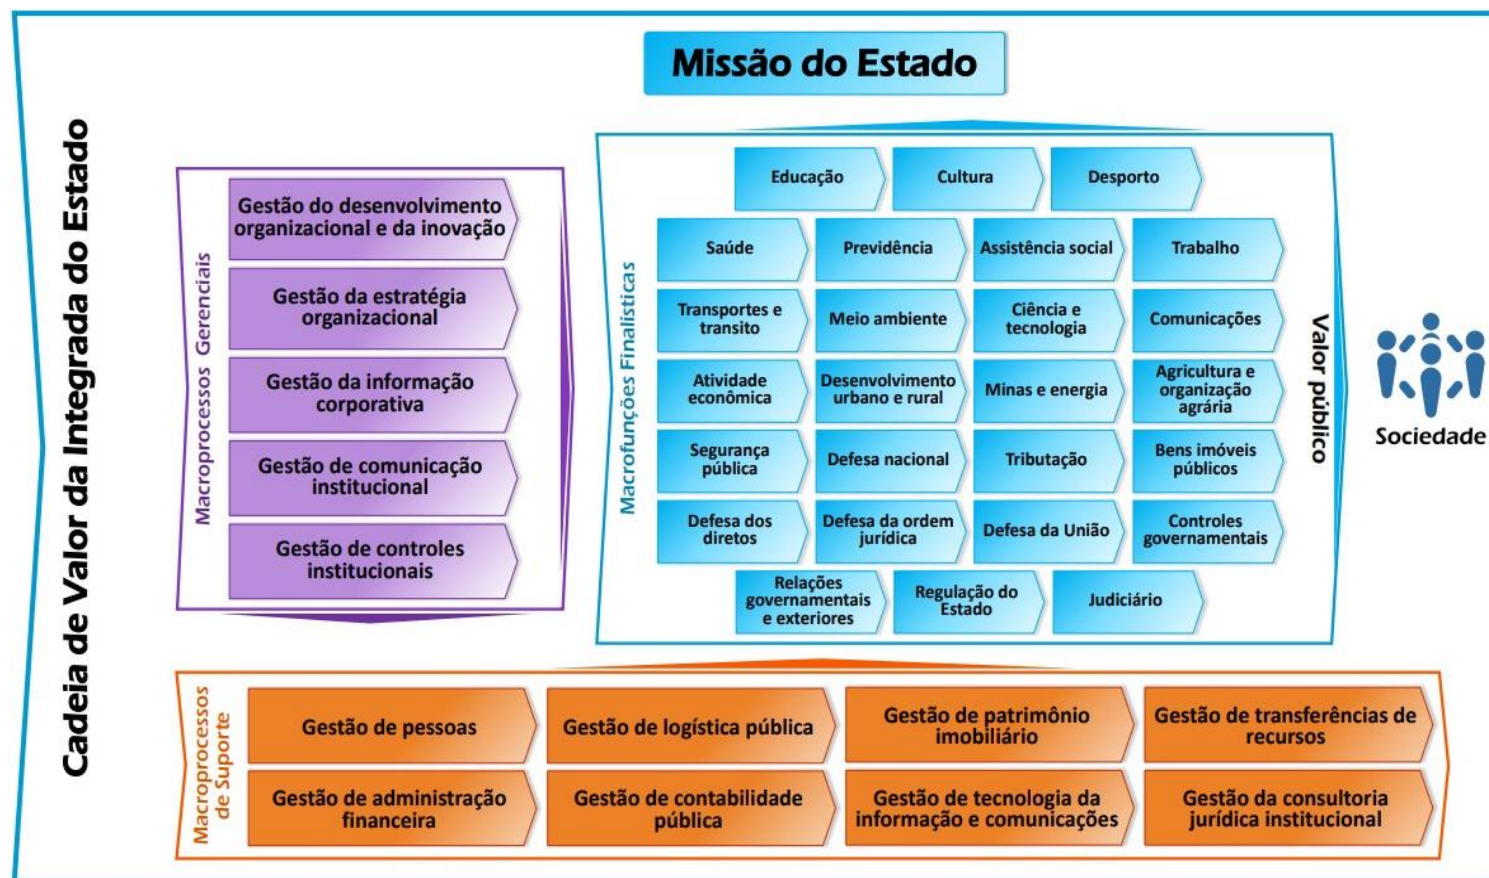 Missão do Estado
Cadeia de Valor da Integrada do Estado
Macroprocessos Gerenciais
Gestão do desenvolvimento
organizacional e da inovação
Gestão da estratégia
organizacional
Gestão da informação
corporativa
Gestão de comunicação
institucional
Gestão de controles
institucionais
Macrofunções Finalísticas
Educação
Cultura
Desporto
Saúde
Previdência
Assistência social
Trabalho
Transportes e
transito
Meio ambiente
Ciência e
tecnologia
Comunicações
Atividade
econômica
Desenvolvimento
urbano e rural
Minas e energia
Agricultura e
organização
agrária
Segurança
pública
Defesa nacional
Tributação
Bens imóveis
públicos
Defesa dos
diretos
Defesa da ordem
jurídica
Defesa da União
Controles
governamentais
Relações
governamentais
e exteriores
Regulação do
Estado
Judiciário
Valor público
Sociedade
Macroprocessos
de Suporte
Gestão de pessoas
Gestão de logística pública
Gestão de patrimônio
imobiliário
Gestão de transferências de
recursos
Gestão de administração
financeira
Gestão de contabilidade
pública
Gestão de tecnologia da
informação e comunicações
Gestão da consultoria
jurídica institucional